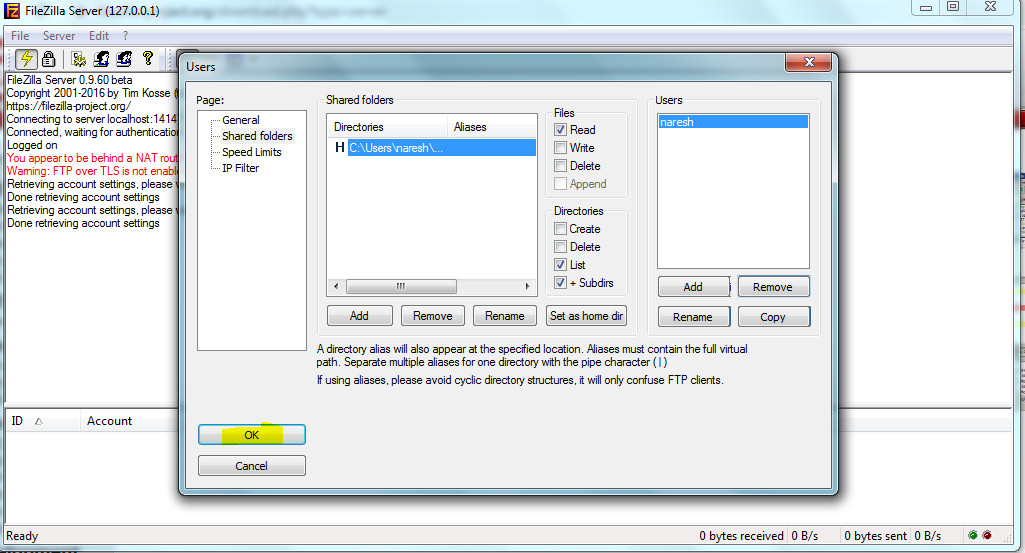 FileZilla Server (127.0.0.1)
File Server Edit ?
FileZilla Server 0.9.60 beta
Copyright 2001-2016 by Tim Kosse (
https://filezilla-project.org/
Connecting to server localhost:1414
Connected, waiting for authentication
Logged on
You appear to be behind a NAT rout
Warning: FTP over TLS is not enable
Retrieving account settings, please w
Done retrieving account settings
Retrieving account settings, please w
Done retrieving account settings
Users
Page:
General
Shared folders
Speed Limits
IP Filter
Shared folders
Directories Aliases
H C:\Users\naresh\...
Files
Read
Write
Delete
Append
Directories
Create
Delete
List
+ Subdirs
Add Remove Rename Set as home dir
Users
naresh
Add Remove
Rename Copy
A directory alias will also appear at the specified location. Aliases must contain the full virtual
path. Separate multiple aliases for one directory with the pipe character ( | )
If using aliases, please avoid cyclic directory structures, it will only confuse FTP clients.
OK
Cancel
ID Account
Ready 0 bytes received 0 B/s 0 bytes sent 0 B/s